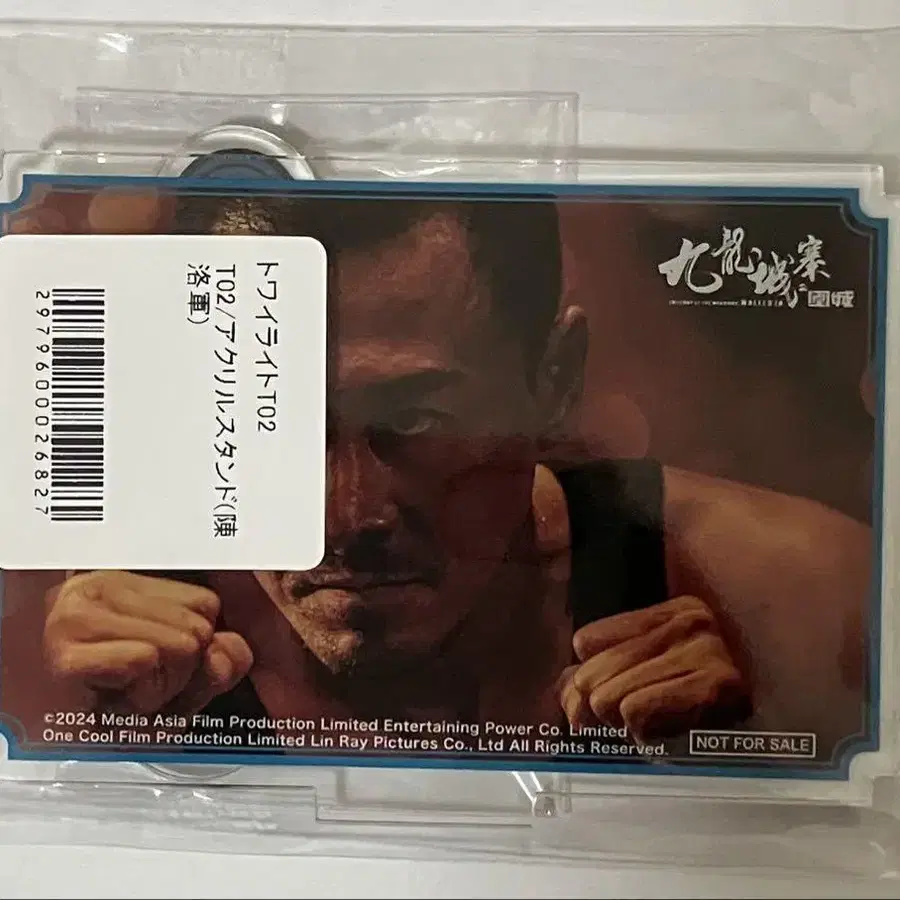 トワイライトT02
T02/アクリルスタンド(陳
洛軍)
2979600026827
九龍城寨
圍城
©2024 Media Asia Film Production Limited Entertaining Power Co. Limited
One Cool Film Production Limited Lin Ray Pictures Co., Ltd All Rights Reserved.
NOT FOR SALE